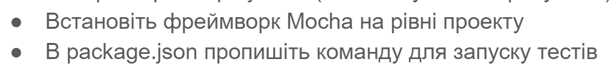 ● Встановіть фреймворк Mocha на рівні проекту
● В package.json пропишіть команду для запуску тестів